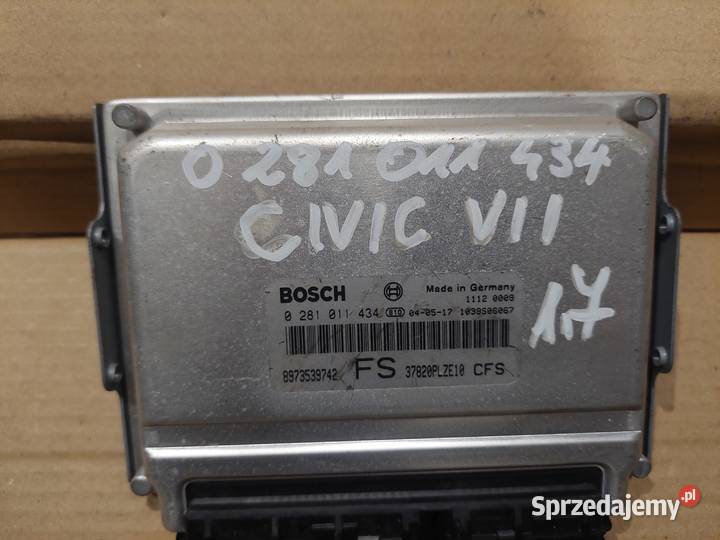 0 281 011 434
CIVIC VII
1,7
BOSCH Made in Germany
1112 0009
0 281 011 434 810 04-05-17 1039S06067
8973539742 FS 37820PLZE10 CFS
Sprzedajemy.pl